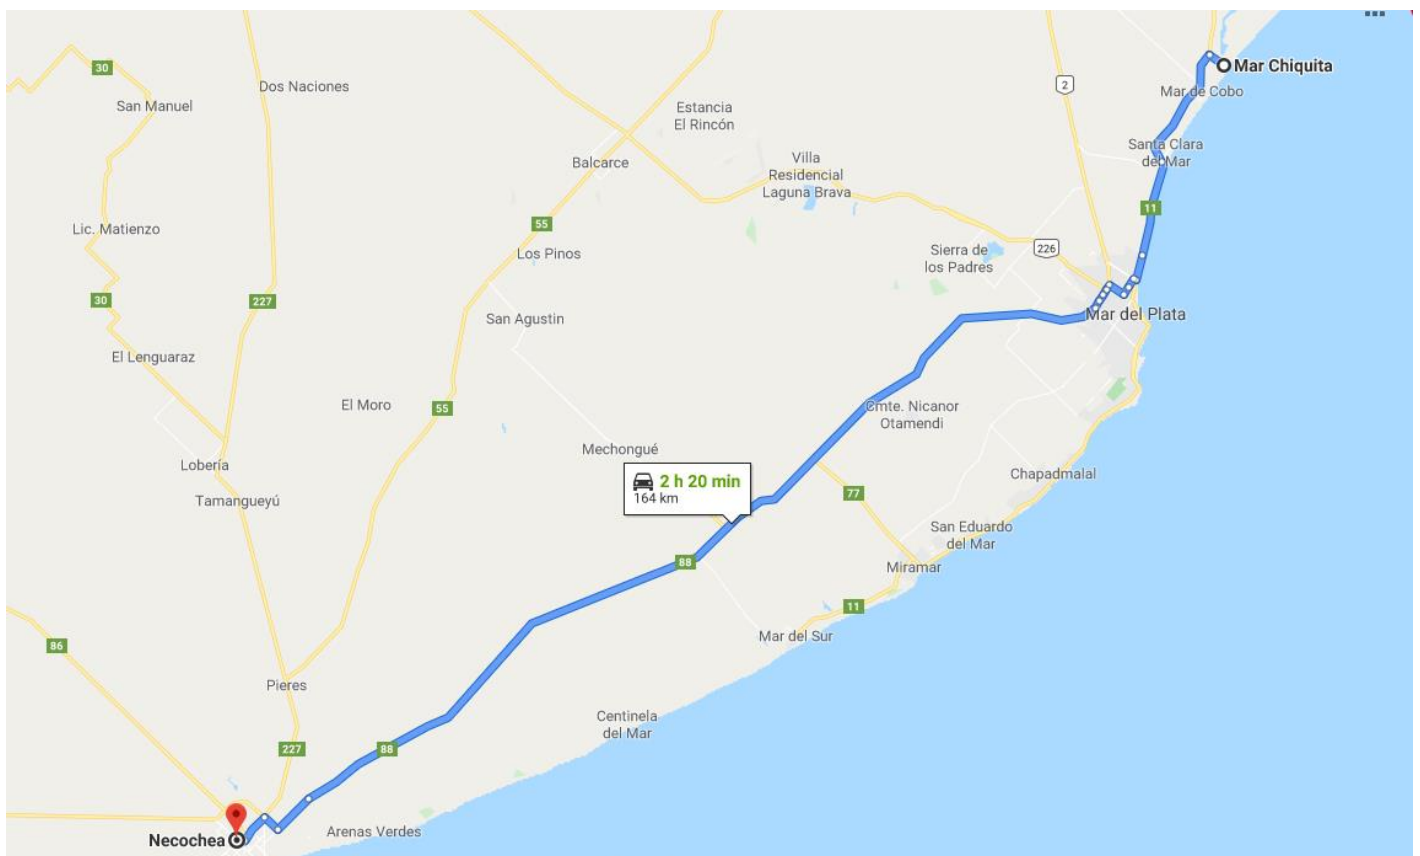 Mar Chiquita
30
2
Dos Naciones
Mar de Cobo
San Manuel
Estancia
El Rincón
Santa Clara
del Mar
Balcarce
Villa
Residencial
Laguna Brava
11
55
Lic. Matienzo
Sierra de
los Padres
226
Los Pinos
30
227
San Agustin
Mar del Plata
El Lenguaraz
El Moro
55
Cmte. Nicanor
Otamendi
Mechongué
Lobería
Chapadmalal
2 h 20 min
164 km
77
Tamangueyú
San Eduardo
del Mar
88
Miramar
11
Mar del Sur
86
Pieres
Centinela
del Mar
227
88
Arenas Verdes
Necochea